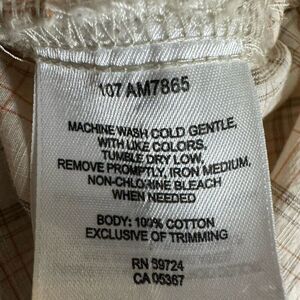 107 AM7865
MACHINE WASH COLD GENTLE,
WITH LIKE COLORS,
TUMBLE DRY LOW,
REMOVE PROMPTLY, IRON MEDIUM,
NON-CHLORINE BLEACH
WHEN NEEDED
BODY: 100% COTTON
EXCLUSIVE OF TRIMMING
RN 59724
CA 05367